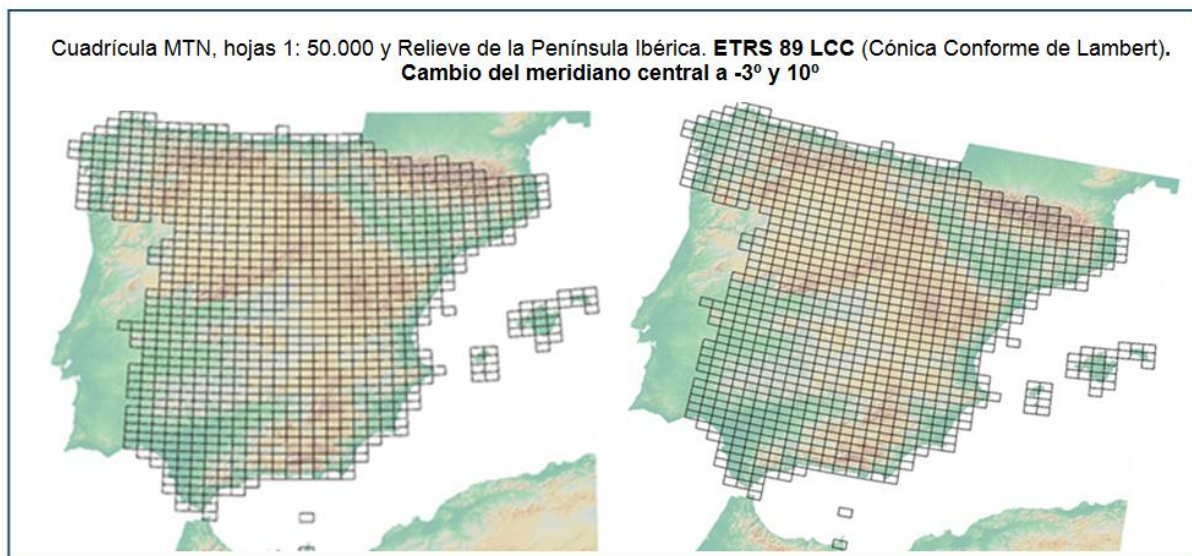 Cuadrícula MTN, hojas 1: 50.000 y Relieve de la Península Ibérica. ETRS 89 LCC (Cónica Conforme de Lambert).
Cambio del meridiano central a -3º y 10º